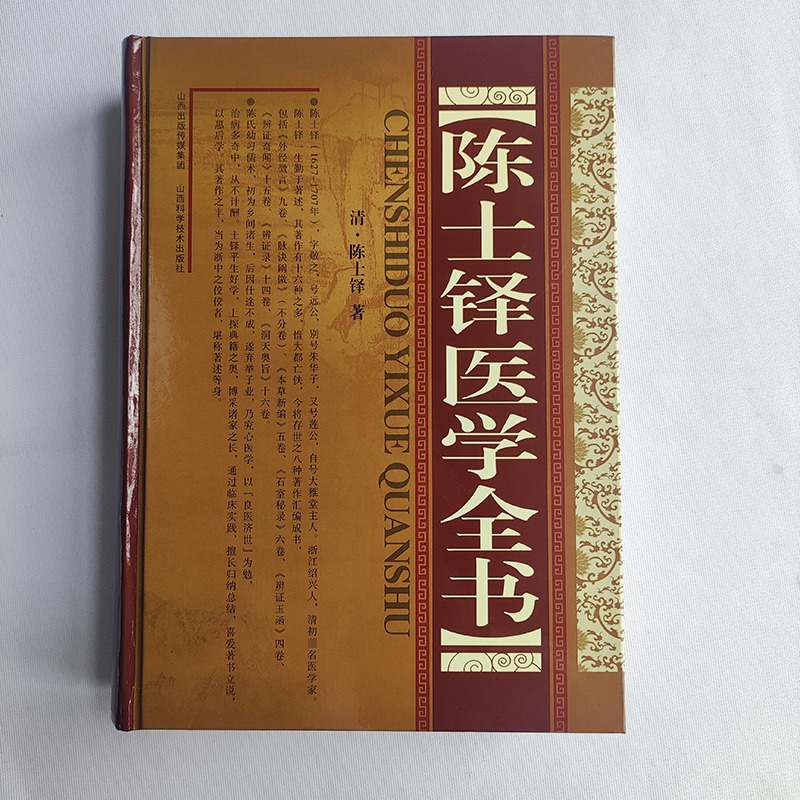 【陈士铎医学全书】
CHENSHIDUO YIXUE QUANSHU
清·陈士铎 著
●陈士铎(1627-1707年),字敬之,号远公,别号朱华子,又号莲公,自号大雅堂主人。浙江绍兴人,清初 名医学家。
陈士铎一生勤于著述,其著作有十六种之多,惜大都亡佚,今将存世之八种著作汇编成书,
包括《外经微言》九卷、《脉诀阐微》(不分卷)、《本草新编》五卷、《石室秘录》六卷、《辨证玉函》四卷、
《辨证奇闻》十五卷、《辨证录》十四卷、《洞天奥旨》十六卷。
●陈氏幼习儒术,初为乡间诸生,后因仕途不成,遂弃举子业,乃究心医学,以「良医济世」为勉,
治病多奇中,从不计酬。士铎平生好学,上探典籍之奥,博采诸家之长,通过临床实践,擅长归纳总结,喜爱著书立说,
以惠后学,其著作之丰,当为浙中之佼佼者,堪称著述等身。
山西出版传媒集团 山西科学技术出版社